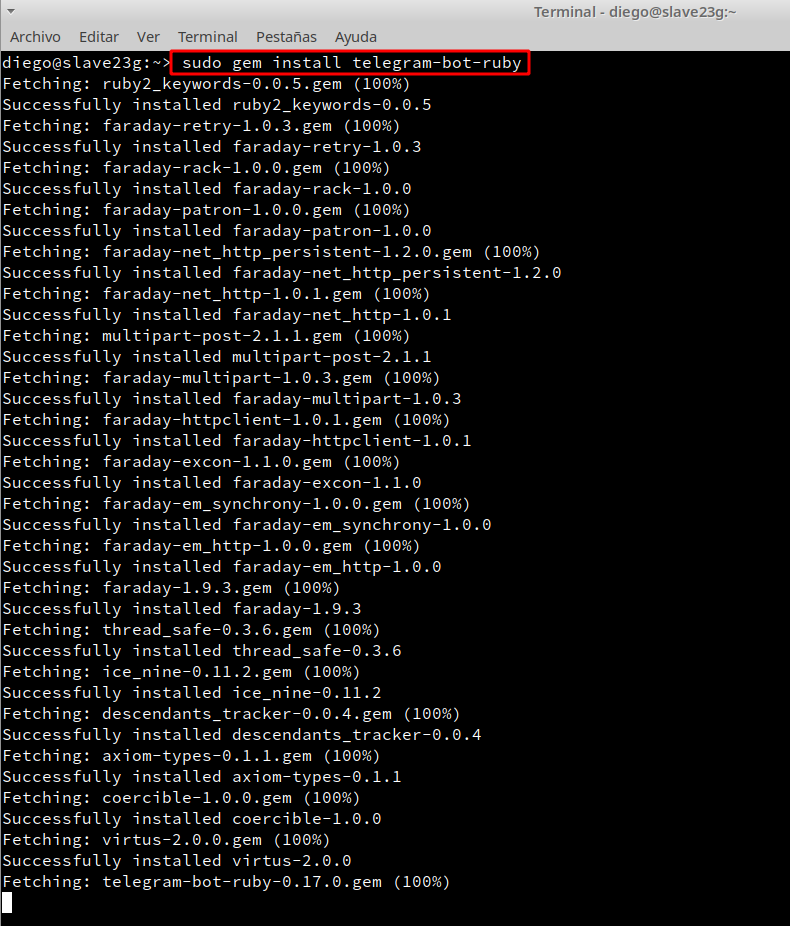 Terminal - diego@slave23g:~
Archivo Editar Ver Terminal Pestañas Ayuda
diego@slave23g:~> sudo gem install telegram-bot-ruby
Fetching: ruby2_keywords-0.0.5.gem (100%)
Successfully installed ruby2_keywords-0.0.5
Fetching: faraday-retry-1.0.3.gem (100%)
Successfully installed faraday-retry-1.0.3
Fetching: faraday-rack-1.0.0.gem (100%)
Successfully installed faraday-rack-1.0.0
Fetching: faraday-patron-1.0.0.gem (100%)
Successfully installed faraday-patron-1.0.0
Fetching: faraday-net_http_persistent-1.2.0.gem (100%)
Successfully installed faraday-net_http_persistent-1.2.0
Fetching: faraday-net_http-1.0.1.gem (100%)
Successfully installed faraday-net_http-1.0.1
Fetching: multipart-post-2.1.1.gem (100%)
Successfully installed multipart-post-2.1.1
Fetching: faraday-multipart-1.0.3.gem (100%)
Successfully installed faraday-multipart-1.0.3
Fetching: faraday-httpclient-1.0.1.gem (100%)
Successfully installed faraday-httpclient-1.0.1
Fetching: faraday-excon-1.1.0.gem (100%)
Successfully installed faraday-excon-1.1.0
Fetching: faraday-em_synchrony-1.0.0.gem (100%)
Successfully installed faraday-em_synchrony-1.0.0
Fetching: faraday-em_http-1.0.0.gem (100%)
Successfully installed faraday-em_http-1.0.0
Fetching: faraday-1.9.3.gem (100%)
Successfully installed faraday-1.9.3
Fetching: thread_safe-0.3.6.gem (100%)
Successfully installed thread_safe-0.3.6
Fetching: ice_nine-0.11.2.gem (100%)
Successfully installed ice_nine-0.11.2
Fetching: descendants_tracker-0.0.4.gem (100%)
Successfully installed descendants_tracker-0.0.4
Fetching: axiom-types-0.1.1.gem (100%)
Successfully installed axiom-types-0.1.1
Fetching: coercible-1.0.0.gem (100%)
Successfully installed coercible-1.0.0
Fetching: virtus-2.0.0.gem (100%)
Successfully installed virtus-2.0.0
Fetching: telegram-bot-ruby-0.17.0.gem (100%)